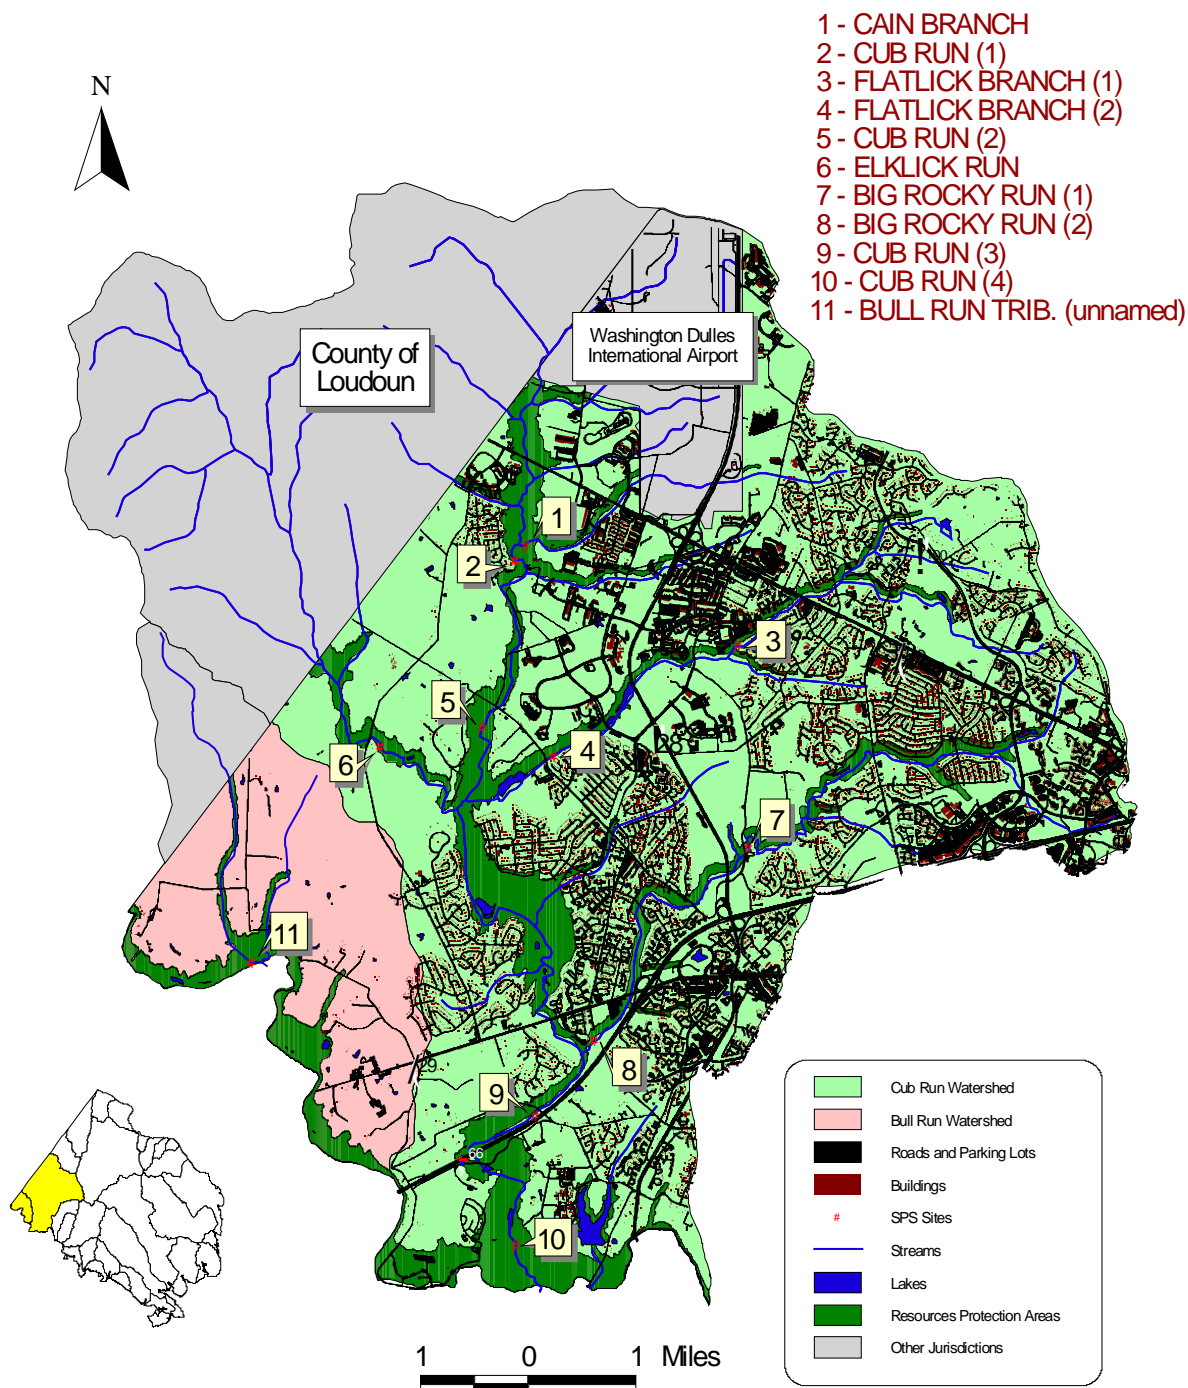 1 - CAIN BRANCH
2 - CUB RUN (1)
3 - FLATLICK BRANCH (1)
4 - FLATLICK BRANCH (2)
5 - CUB RUN (2)
6 - ELKLICK RUN
7 - BIG ROCKY RUN (1)
8 - BIG ROCKY RUN (2)
9 - CUB RUN (3)
10 - CUB RUN (4)
11 - BULL RUN TRIB. (unnamed)
N
Washington Dulles
International Airport
County of
Loudoun
1
2
3
5
4
6
7
11
29
8
9
66
10
Cub Run Watershed
Bull Run Watershed
Roads and Parking Lots
Buildings
# SPS Sites
Streams
Lakes
Resources Protection Areas
Other Jurisdictions
1 0 1 Miles